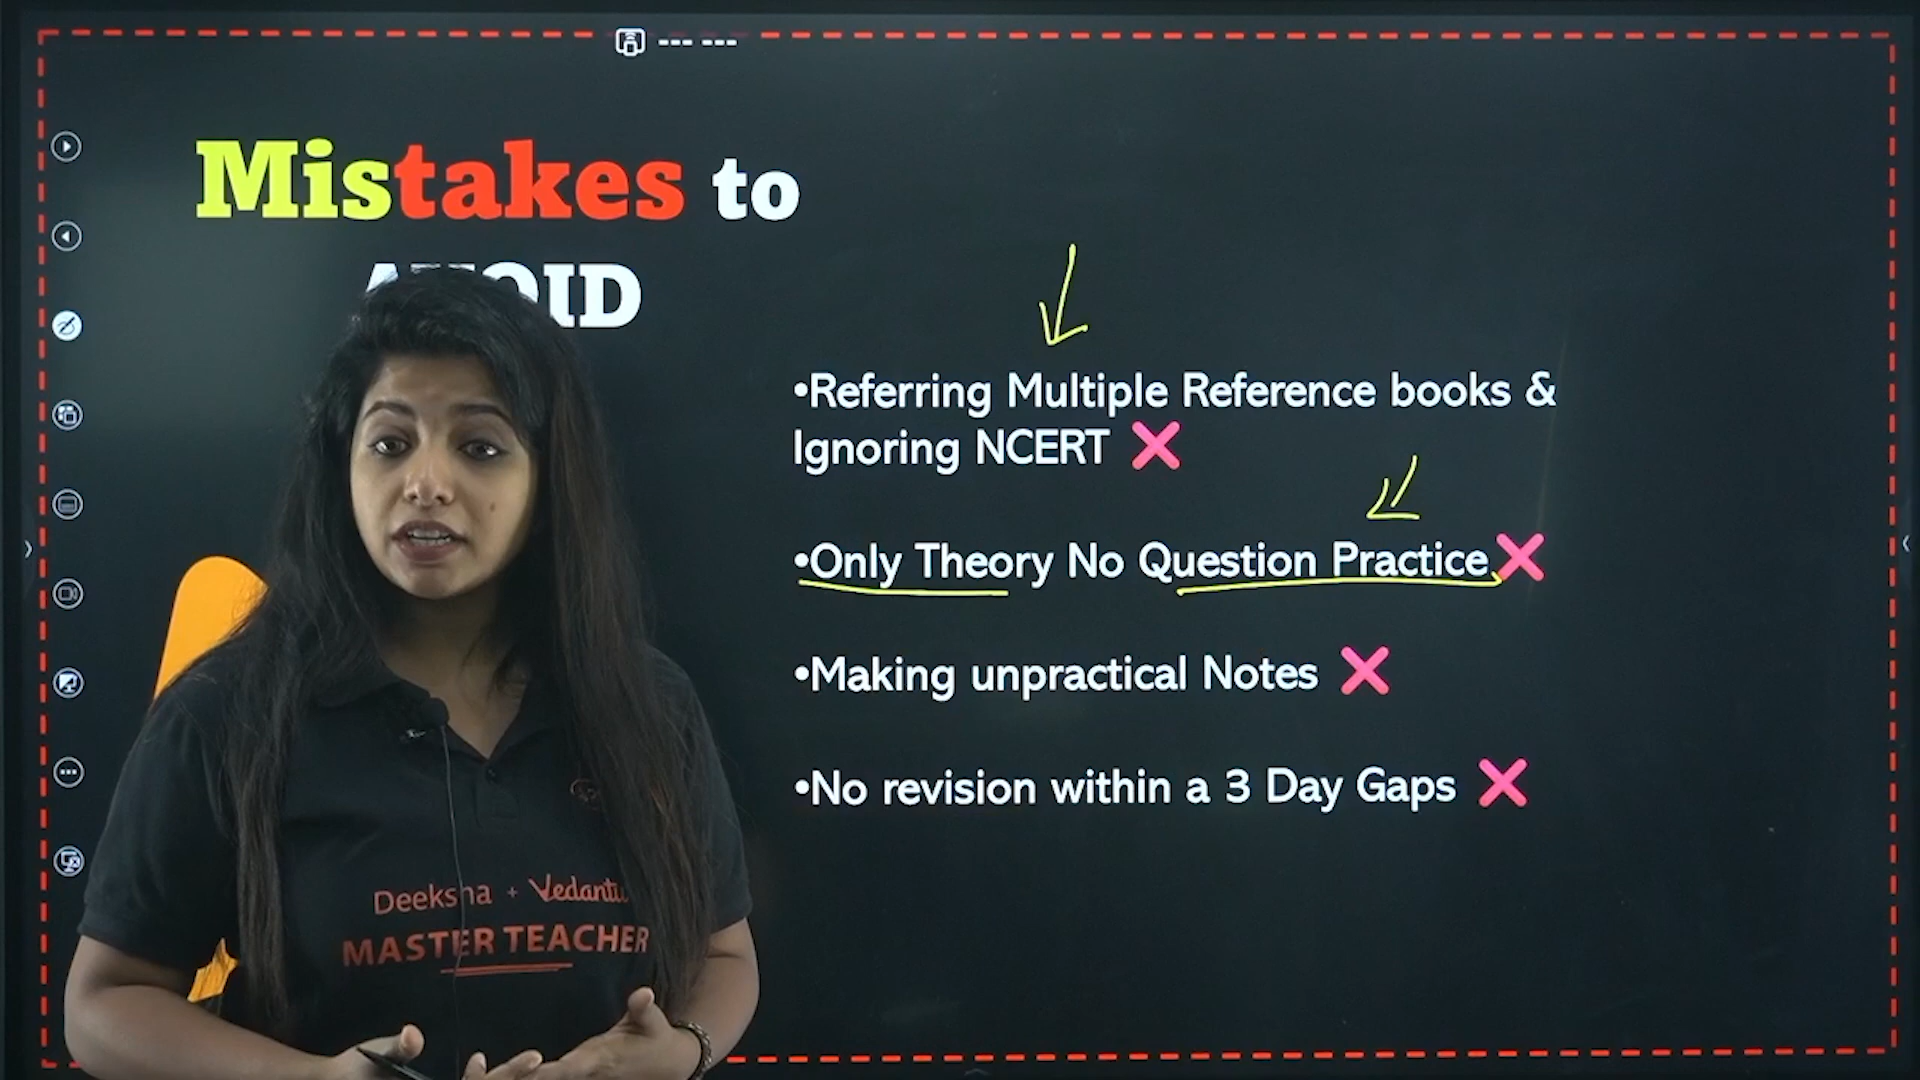 Mistakes to
AVOID
•Referring Multiple Reference books &
Ignoring NCERT ❌
•Only Theory No Question Practice ❌
•Making unpractical Notes ❌
•No revision within a 3 Day Gaps ❌
Deeksha + Vedantu
MASTER TEACHER